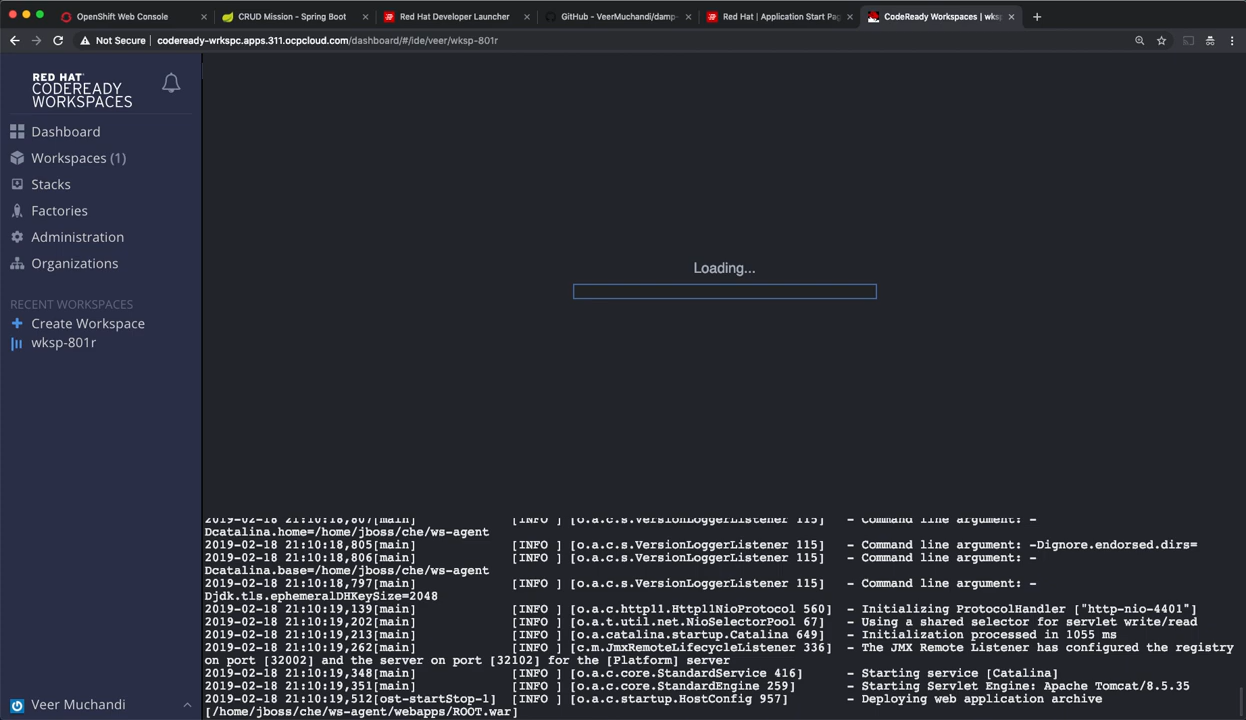 OpenShift Web Console
CRUD Mission - Spring Boot
Red Hat Developer Launcher
GitHub - VeerMuchandi/damp-
Red Hat | Application Start Pa
CodeReady Workspaces | wks
Not Secure | codeready-wrkspc.apps.311.ocpcloud.com/dashboard/#/ide/veer/wksp-801r
RED HAT
CODEREADY
WORKSPACES
Dashboard
Workspaces (1)
Stacks
Factories
Administration
Organizations
RECENT WORKSPACES
Create Workspace
wksp-801r
Veer Muchandi
Loading...
2019-02-18 21:10:18,807[main] [INFO ] [o.a.c.s.VersionLoggerListener 115] - Command line argument: -
Dcatalina.home=/home/jboss/che/ws-agent
2019-02-18 21:10:18,805[main] [INFO ] [o.a.c.s.VersionLoggerListener 115] - Command line argument: -Dignore.endorsed.dirs=
2019-02-18 21:10:18,806[main] [INFO ] [o.a.c.s.VersionLoggerListener 115] - Command line argument: -
Dcatalina.base=/home/jboss/che/ws-agent
2019-02-18 21:10:18,797[main] [INFO ] [o.a.c.s.VersionLoggerListener 115] - Command line argument: -
Djdk.tls.ephemeralDHKeySize=2048
2019-02-18 21:10:19,139[main] [INFO ] [o.a.c.http11.Http11NioProtocol 560] - Initializing ProtocolHandler ["http-nio-4401"]
2019-02-18 21:10:19,202[main] [INFO ] [o.a.t.util.net.NioSelectorPool 67] - Using a shared selector for servlet write/read
2019-02-18 21:10:19,213[main] [INFO ] [o.a.catalina.startup.Catalina 649] - Initialization processed in 1055 ms
2019-02-18 21:10:19,262[main] [INFO ] [c.m.JmxRemoteLifecycleListener 336] - The JMX Remote Listener has configured the registry
on port [32002] and the server on port [32102] for the [Platform] server
2019-02-18 21:10:19,348[main] [INFO ] [o.a.c.core.StandardService 416] - Starting service [Catalina]
2019-02-18 21:10:19,351[main] [INFO ] [o.a.c.core.StandardEngine 259] - Starting Servlet Engine: Apache Tomcat/8.5.35
2019-02-18 21:10:19,512[ost-startStop-1] [INFO ] [o.a.c.startup.HostConfig 957] - Deploying web application archive
[/home/jboss/che/ws-agent/webapps/ROOT.war]